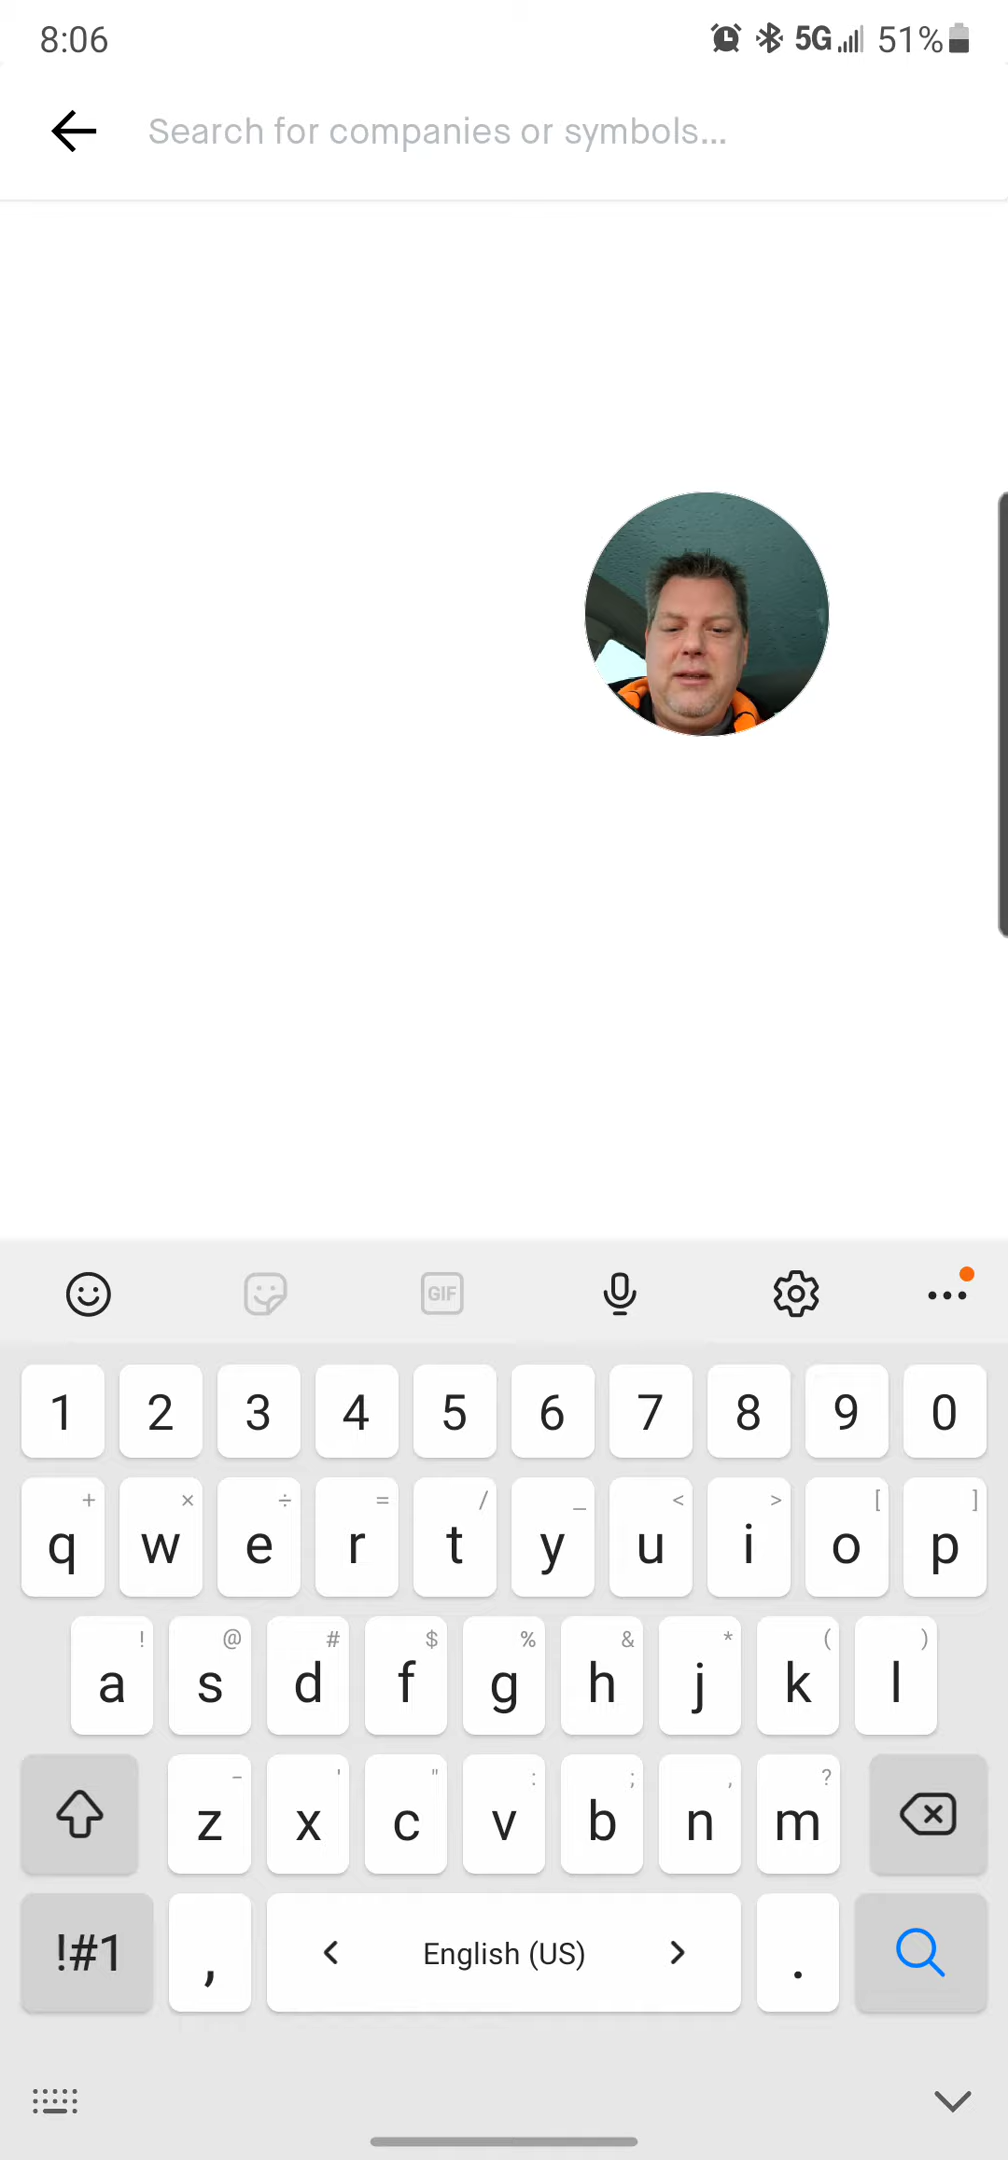 8:06 5G 51%
Search for companies or symbols...
GIF
1 2 3 4 5 6 7 8 9 0
+ × ÷ = / _ < > [ ]
q w e r t y u i o p
! @ # $ % & * ( )
a s d f g h j k l
- ' " : ; , ?
z x c v b n m
!#1 , < English (US) > .